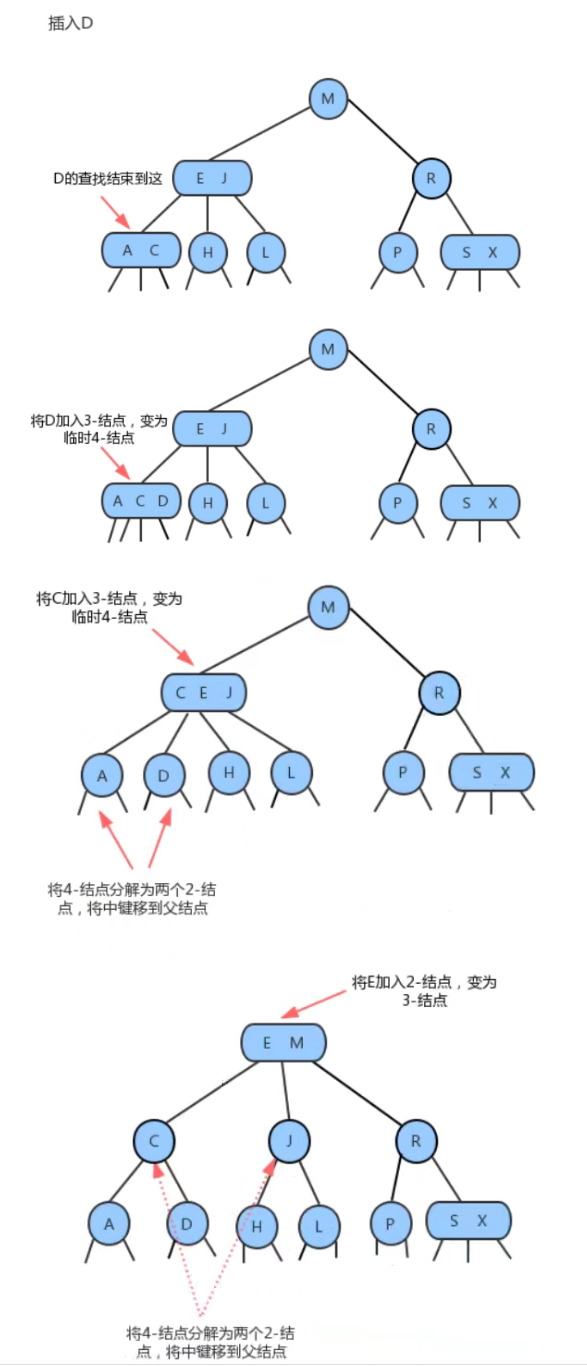 插入D
M
D的查找结束到这
E J
R
A C
H
L
P
S X
M
将D加入3-结点，变为
临时4-结点
E J
R
A C D
H
L
P
S X
将C加入3-结点，变为
临时4-结点
M
C E J
R
A
D
H
L
P
S X
将4-结点分解为两个2-结
点，将中键移到父结点
将E加入2-结点，变为
3-结点
E M
C
J
R
A
D
H
L
P
S X
将4-结点分解为两个2-结
点，将中键移到父结点